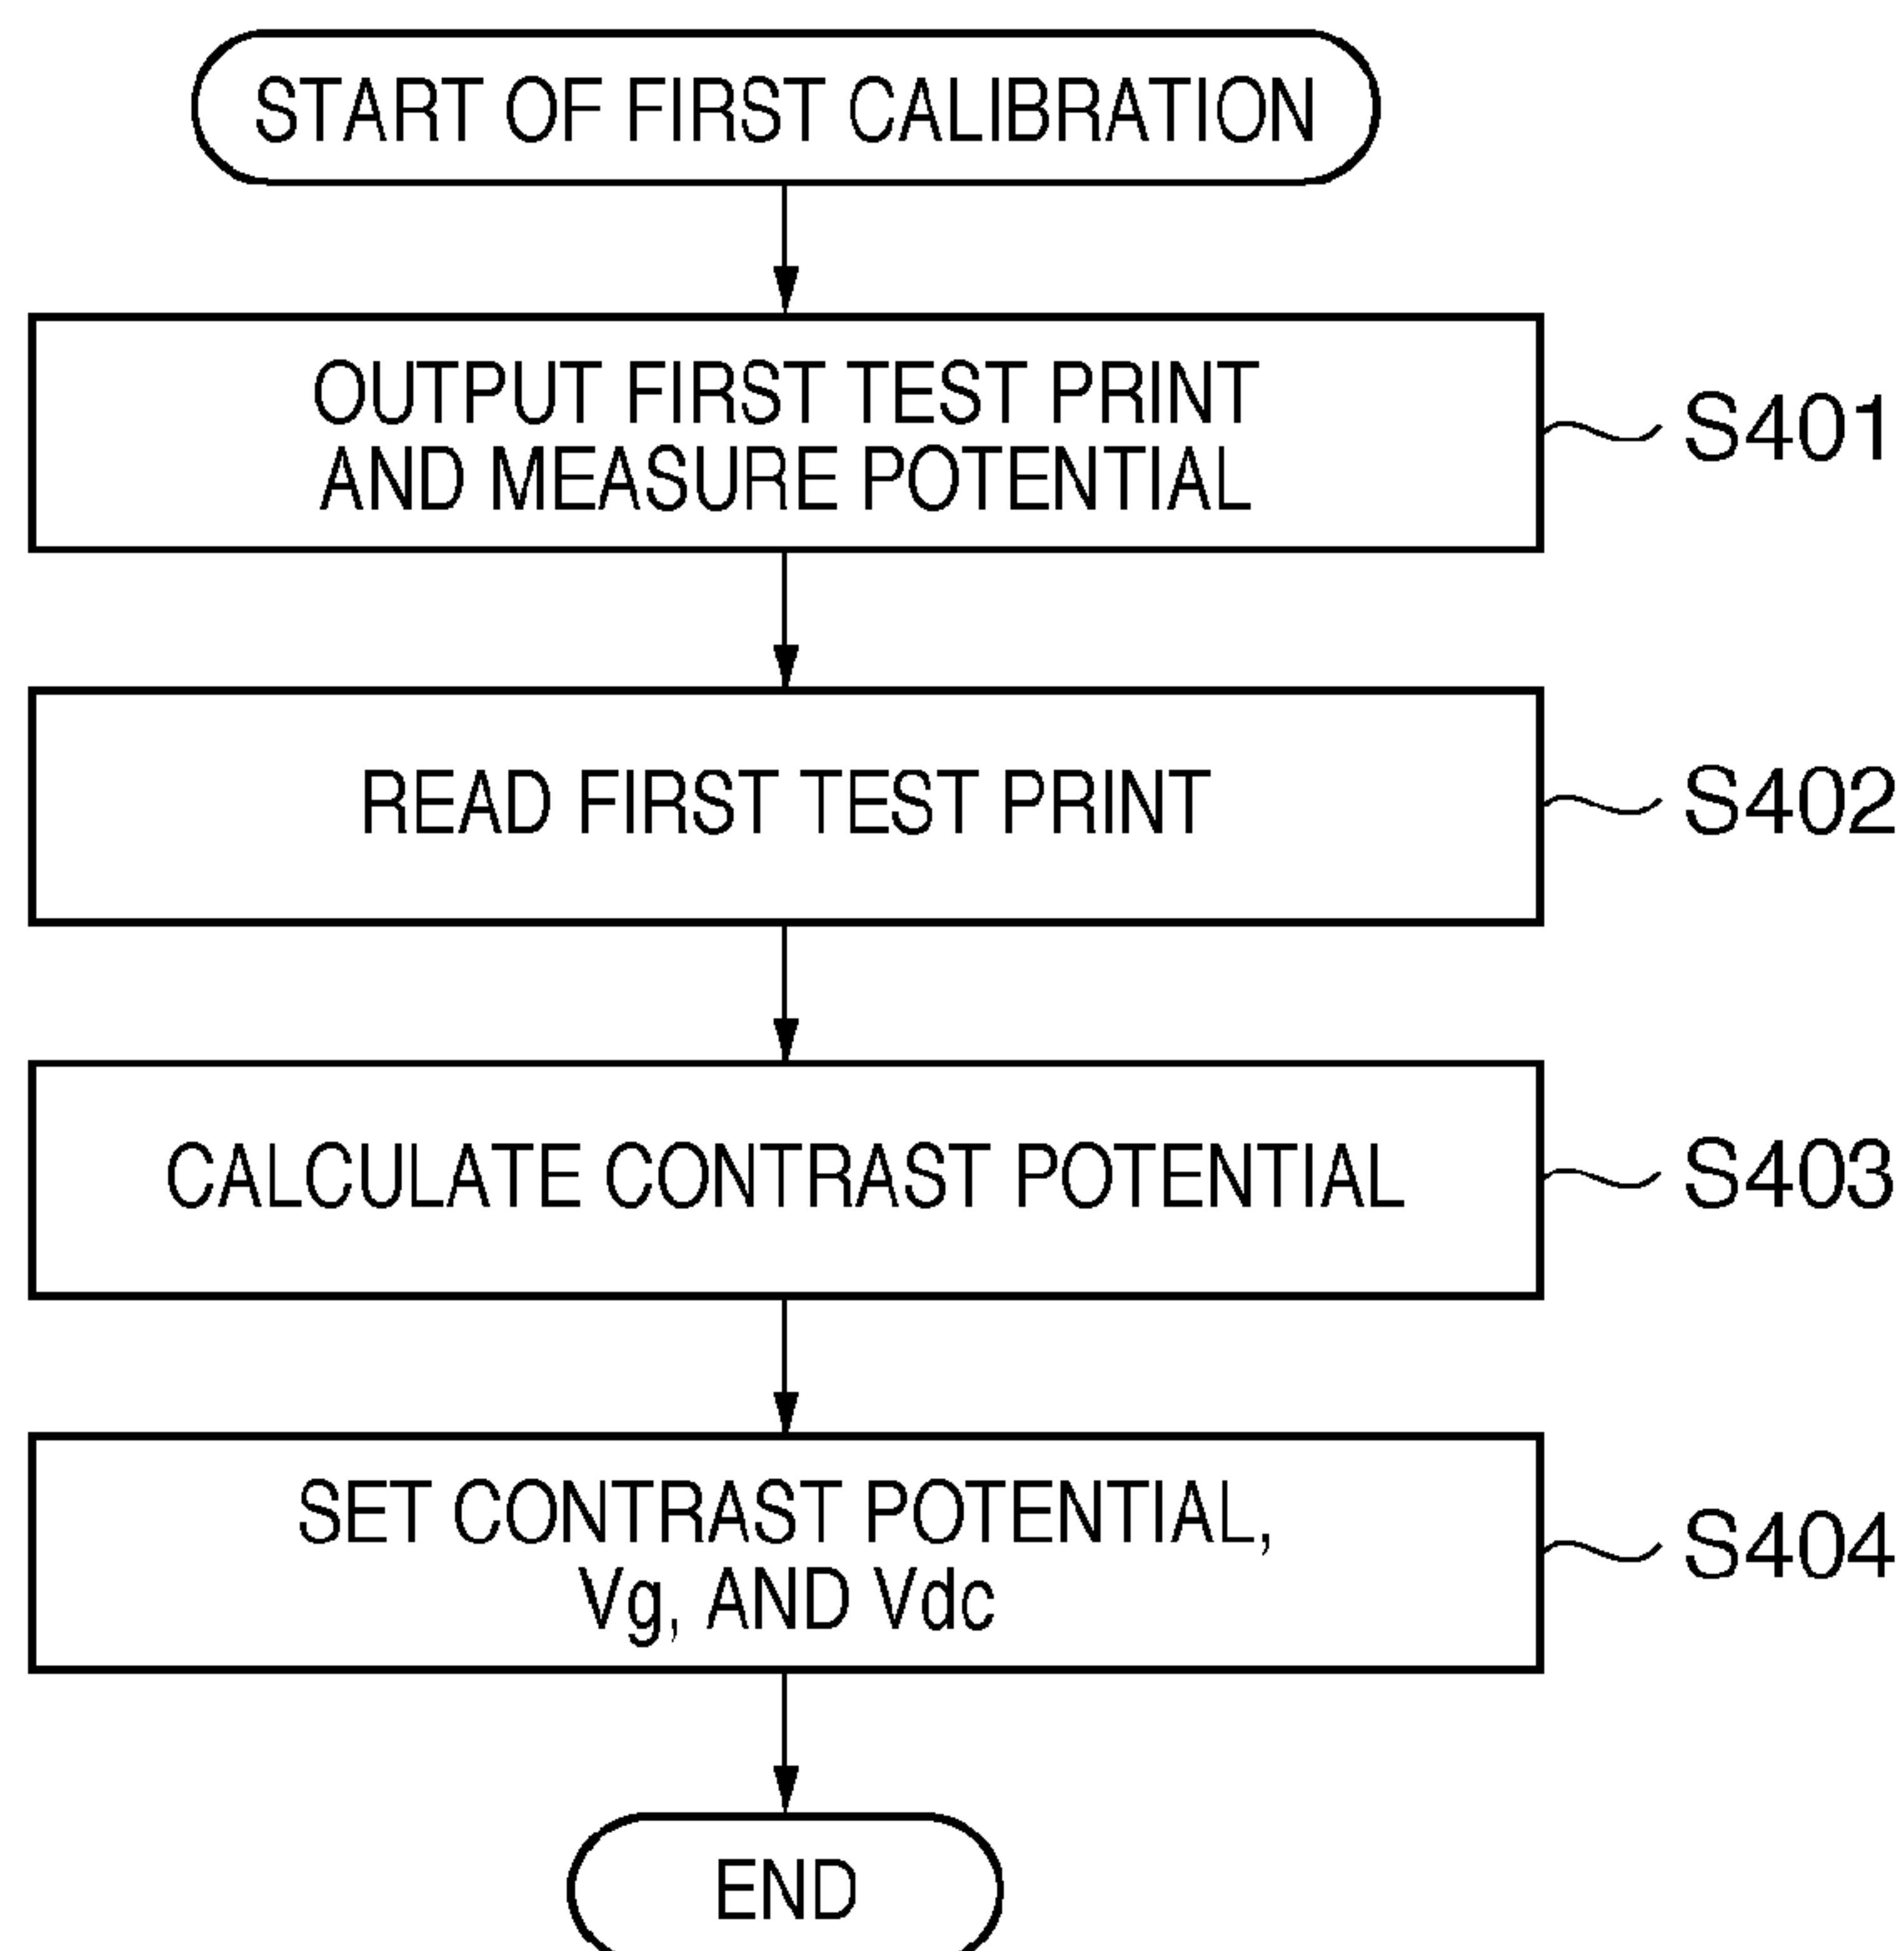 START OF FIRST CALIBRATION
OUTPUT FIRST TEST PRINT
AND MEASURE POTENTIAL
S401
READ FIRST TEST PRINT
S402
CALCULATE CONTRAST POTENTIAL
S403
SET CONTRAST POTENTIAL,
Vg, AND Vdc
S404
END